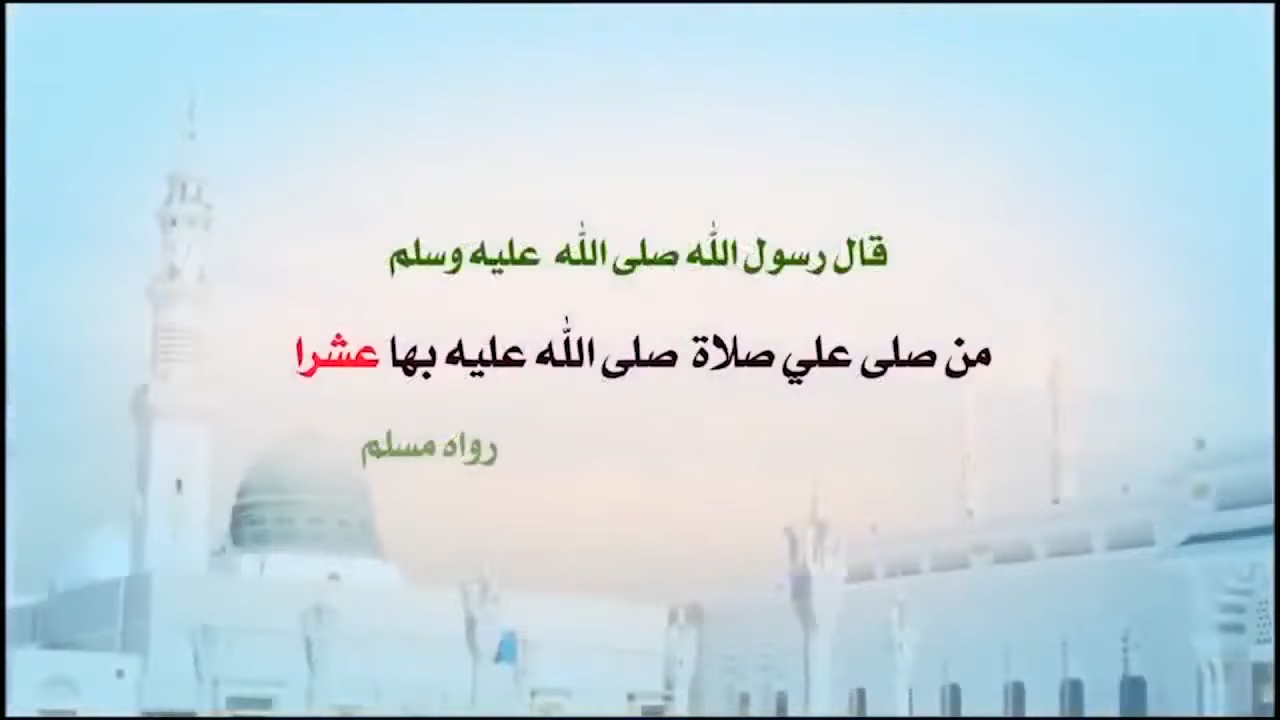 قال رسول الله صلى الله عليه وسلم
من صلى علي صلاة صلى الله عليه بها عشرا
رواه مسلم